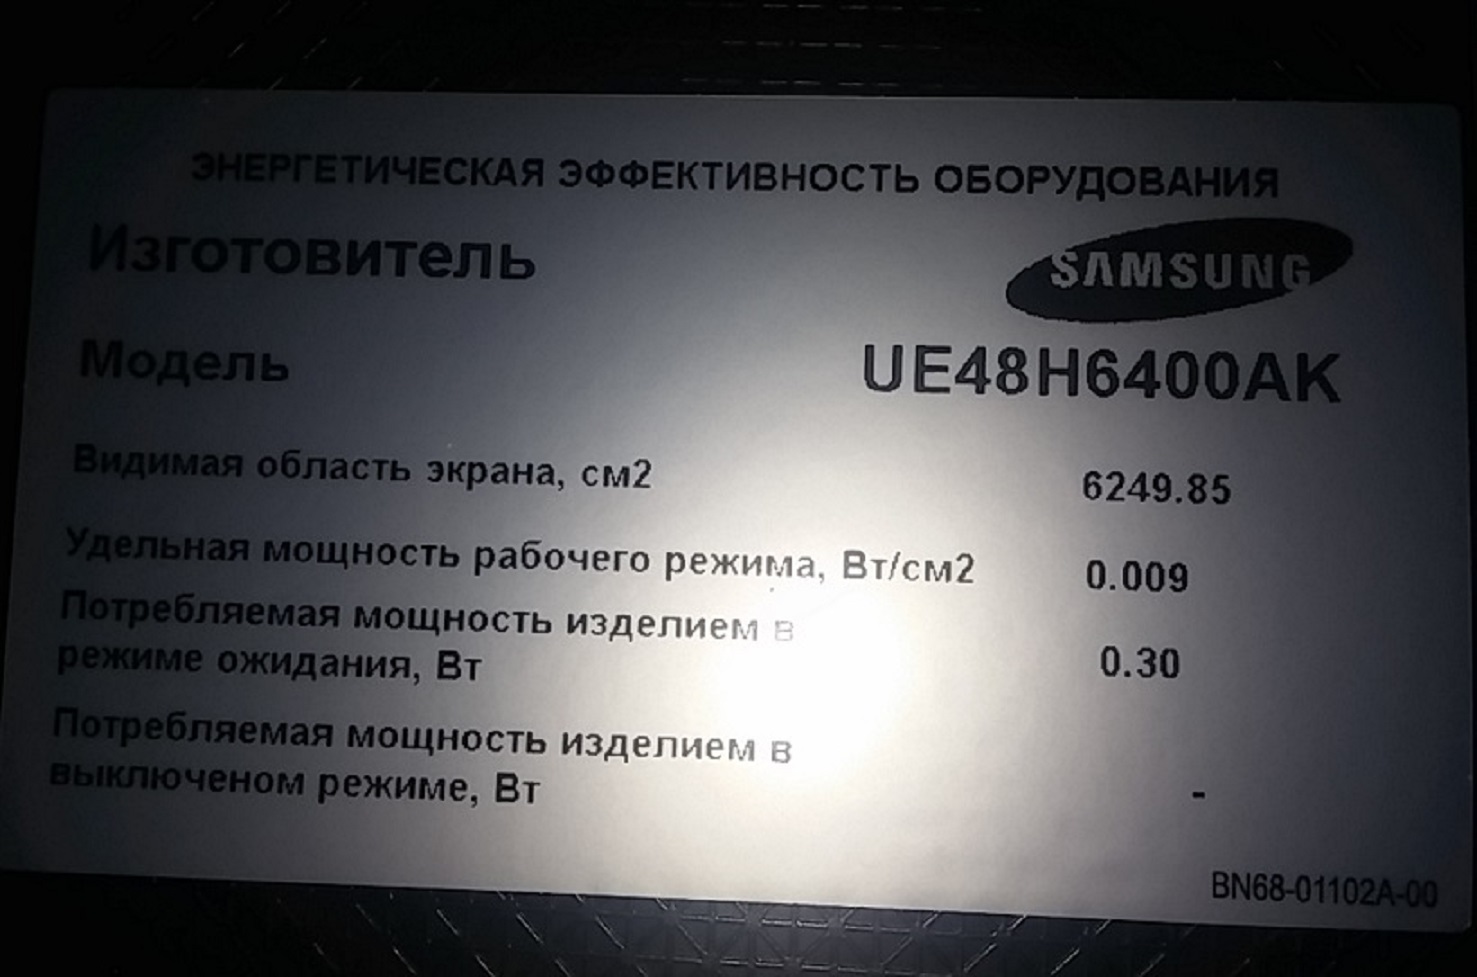 ЭНЕРГЕТИЧЕСКАЯ ЭФФЕКТИВНОСТЬ ОБОРУДОВАНИЯ
Изготовитель SAMSUNG
Модель UE48H6400AK
Видимая область экрана, см2 6249.85
Удельная мощность рабочего режима, Вт/см2 0.009
Потребляемая мощность изделием в
режиме ожидания, Вт 0.30
Потребляемая мощность изделием в
выключеном режиме, Вт -
BN68-01102A-00